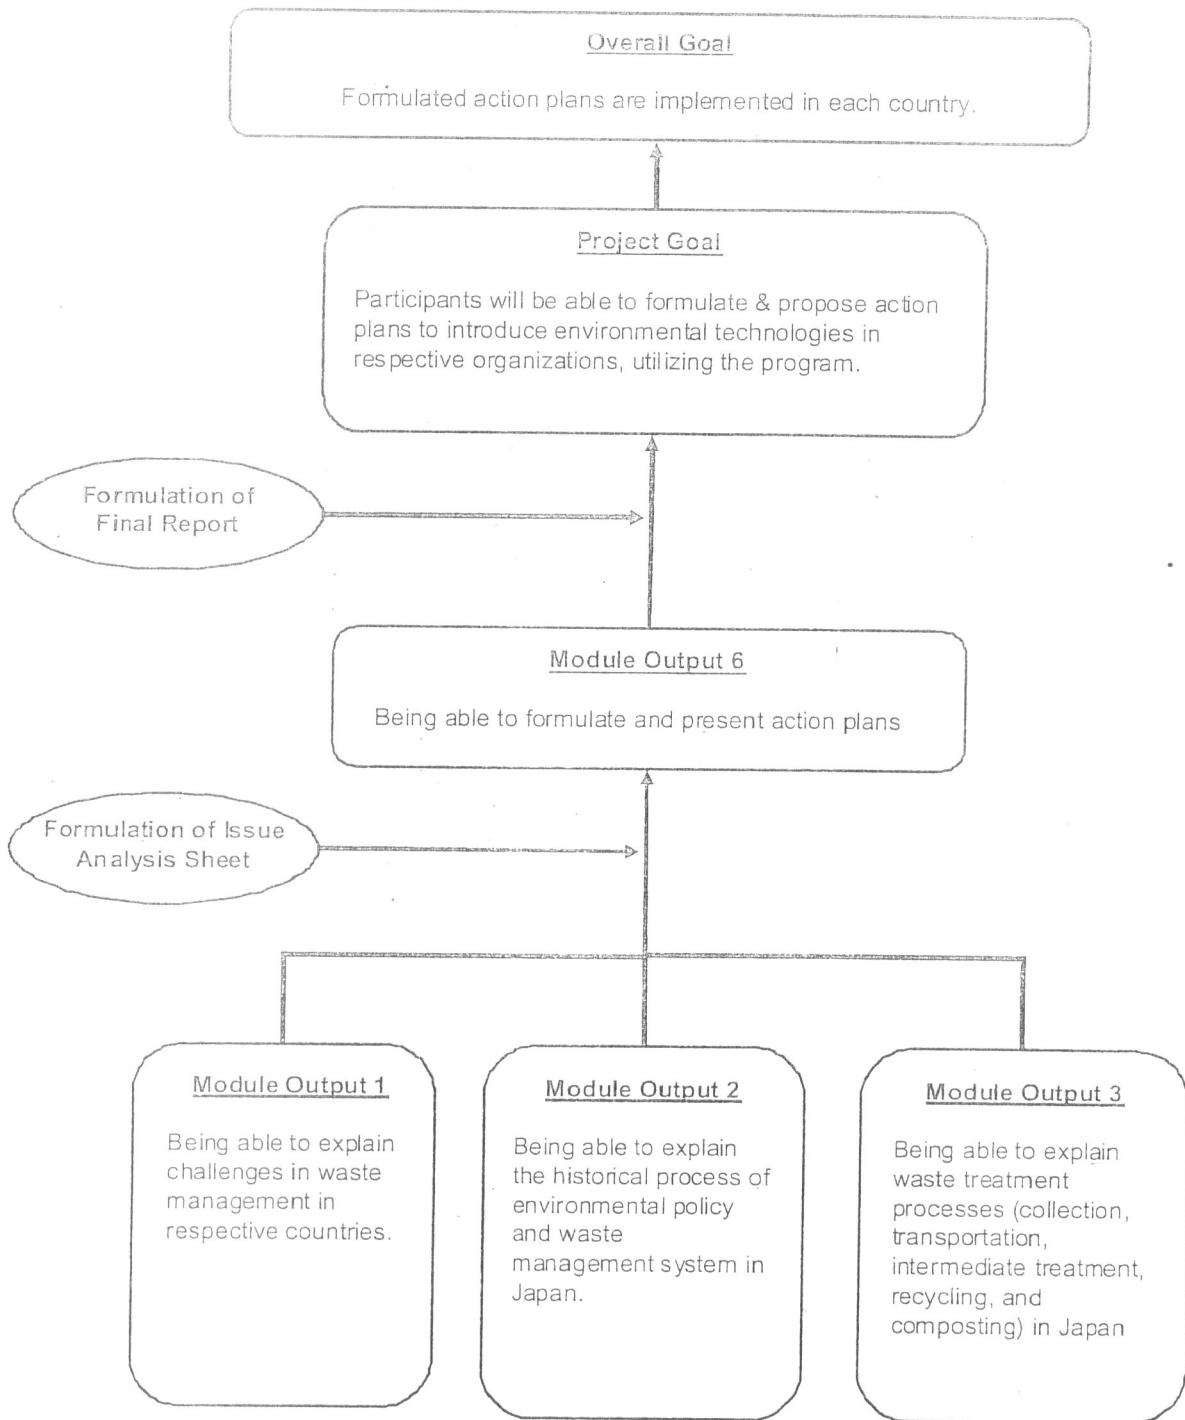 Overall Goal
Formulated action plans are implemented in each country.
Project Goal
Participants will be able to formulate & propose action
plans to introduce environmental technologies in
respective organizations, utilizing the program.
Formulation of
Final Report
Module Output 6
Being able to formulate and present action plans
Formulation of Issue
Analysis Sheet
Module Output 1
Being able to explain
challenges in waste
management in
respective countries.
Module Output 2
Being able to explain
the historical process of
environmental policy
and waste
management system in
Japan.
Module Output 3
Being able to explain
waste treatment
processes (collection,
transportation,
intermediate treatment,
recycling, and
composting) in Japan